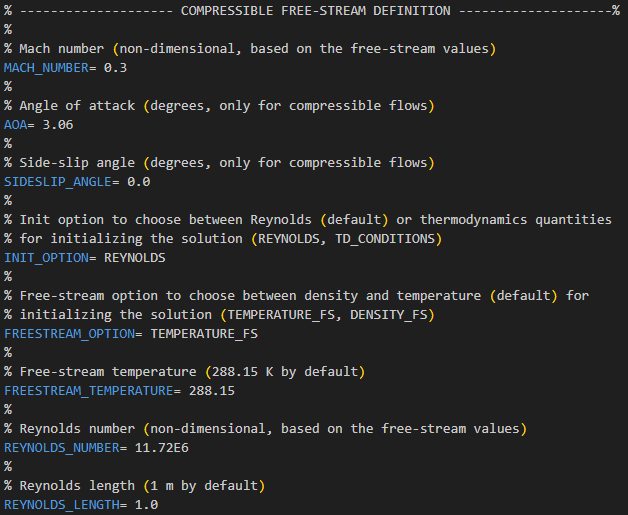 % -------------------- COMPRESSIBLE FREE-STREAM DEFINITION --------------------%
%
% Mach number (non-dimensional, based on the free-stream values)
MACH_NUMBER= 0.3
%
% Angle of attack (degrees, only for compressible flows)
AOA= 3.06
%
% Side-slip angle (degrees, only for compressible flows)
SIDESLIP_ANGLE= 0.0
%
% Init option to choose between Reynolds (default) or thermodynamics quantities
% for initializing the solution (REYNOLDS, TD_CONDITIONS)
INIT_OPTION= REYNOLDS
%
% Free-stream option to choose between density and temperature (default) for
% initializing the solution (TEMPERATURE_FS, DENSITY_FS)
FREESTREAM_OPTION= TEMPERATURE_FS
%
% Free-stream temperature (288.15 K by default)
FREESTREAM_TEMPERATURE= 288.15
%
% Reynolds number (non-dimensional, based on the free-stream values)
REYNOLDS_NUMBER= 11.72E6
%
% Reynolds length (1 m by default)
REYNOLDS_LENGTH= 1.0